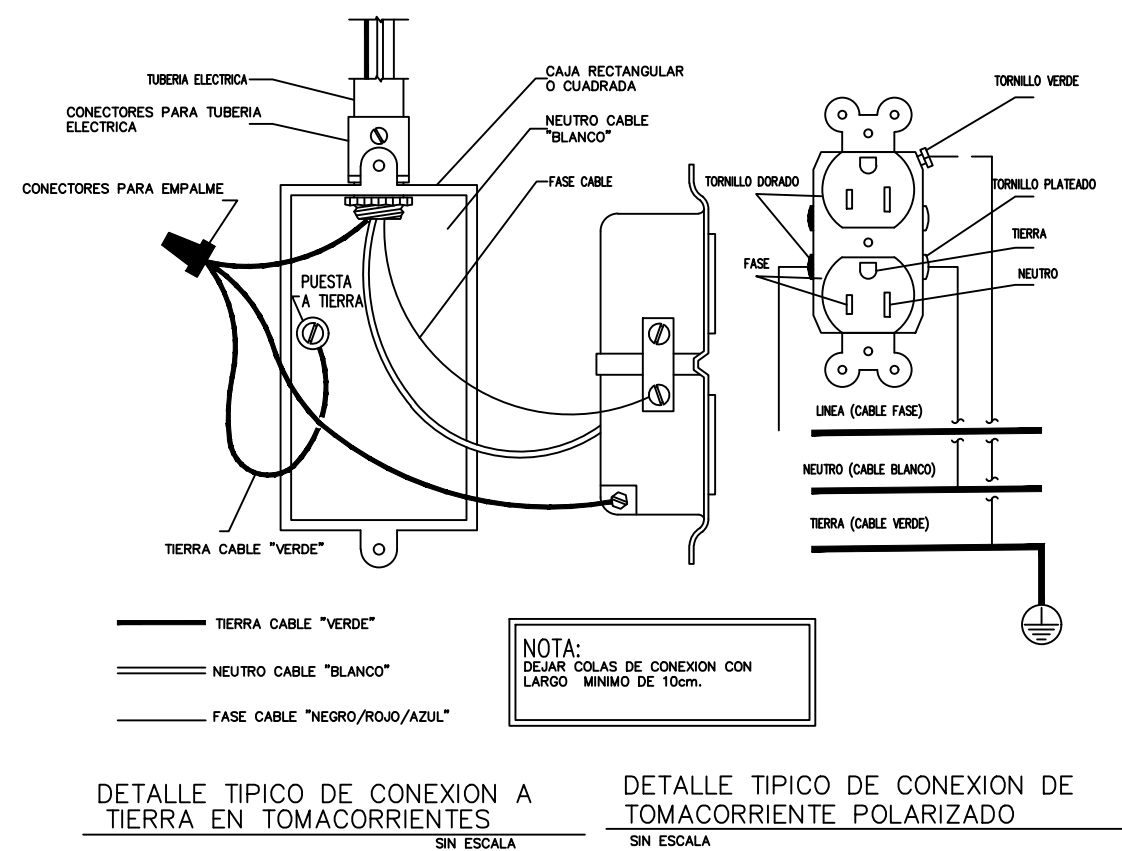 TUBERIA ELECTRICA
CONECTORES PARA TUBERIA
ELECTRICA
CONECTORES PARA EMPALME
CAJA RECTANGULAR
O CUADRADA
NEUTRO CABLE
"BLANCO"
FASE CABLE
PUESTA
A TIERRA
TIERRA CABLE "VERDE"
TORNILLO VERDE
TORNILLO DORADO
TORNILLO PLATEADO
TIERRA
FASE
NEUTRO
LINEA (CABLE FASE)
NEUTRO (CABLE BLANCO)
TIERRA (CABLE VERDE)
TIERRA CABLE "VERDE"
NEUTRO CABLE "BLANCO"
FASE CABLE "NEGRO/ROJO/AZUL"
NOTA:
DEJAR COLAS DE CONEXION CON
LARGO MINIMO DE 10cm.
DETALLE TIPICO DE CONEXION A
TIERRA EN TOMACORRIENTES
SIN ESCALA
DETALLE TIPICO DE CONEXION DE
TOMACORRIENTE POLARIZADO
SIN ESCALA